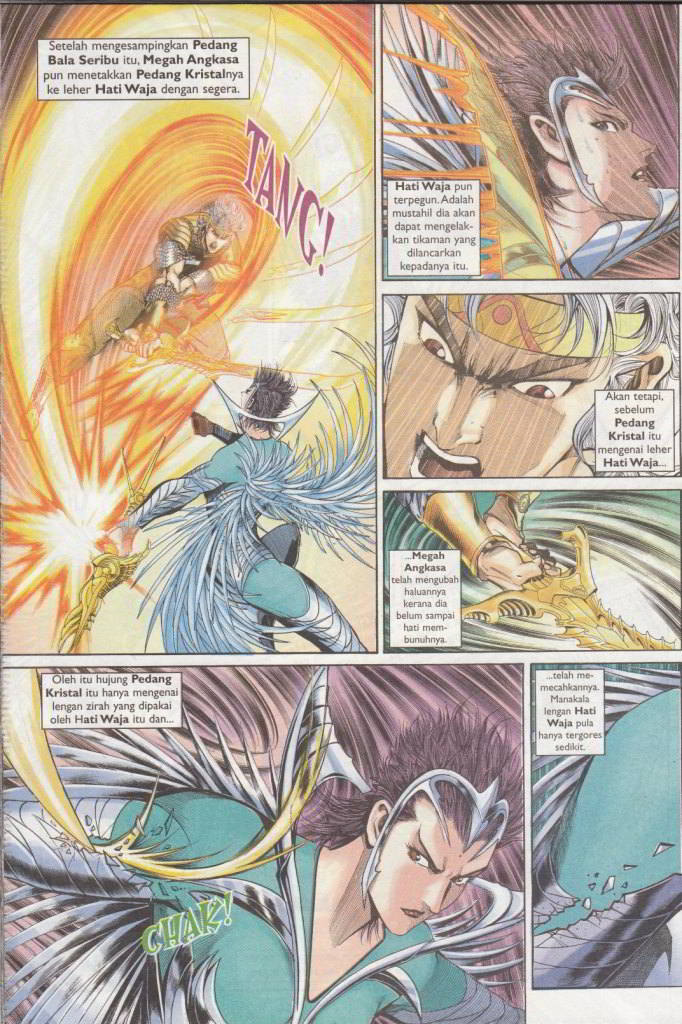 Setelah mengesampingkan Pedang
Bala Seribu itu, Megah Angkasa
pun menetakkan Pedang Kristalnya
ke leher Hati Waja dengan segera.
TANG!
Hati Waja pun
terpegun. Adalah
mustahil dia akan
dapat mengelak-
kan tikaman yang
dilancarkan
kepadanya itu.
Akan tetapi,
sebelum
Pedang
Kristal itu
mengenai leher
Hati Waja...
...Megah
Angkasa
telah mengubah
haluannya
kerana dia
belum sampai
hati mem-
bunuhnya.
Oleh itu hujung Pedang
Kristal itu hanya mengenai
lengan zirah yang dipakai
oleh Hati Waja itu dan...
CHAK!
...telah me-
mecahkannya.
Manakala
lengan Hati
Waja pula
hanya tergores
sedikit.